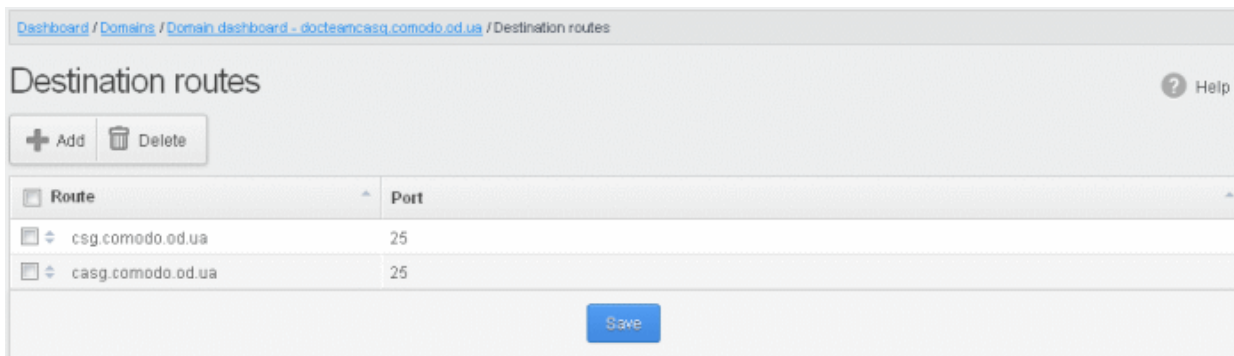 Dashboard / Domains / Domain dashboard - docteamcasg.comodo.od.ua / Destination routes
Destination routes
Help
Add Delete
Route Port
csg.comodo.od.ua 25
casg.comodo.od.ua 25
Save